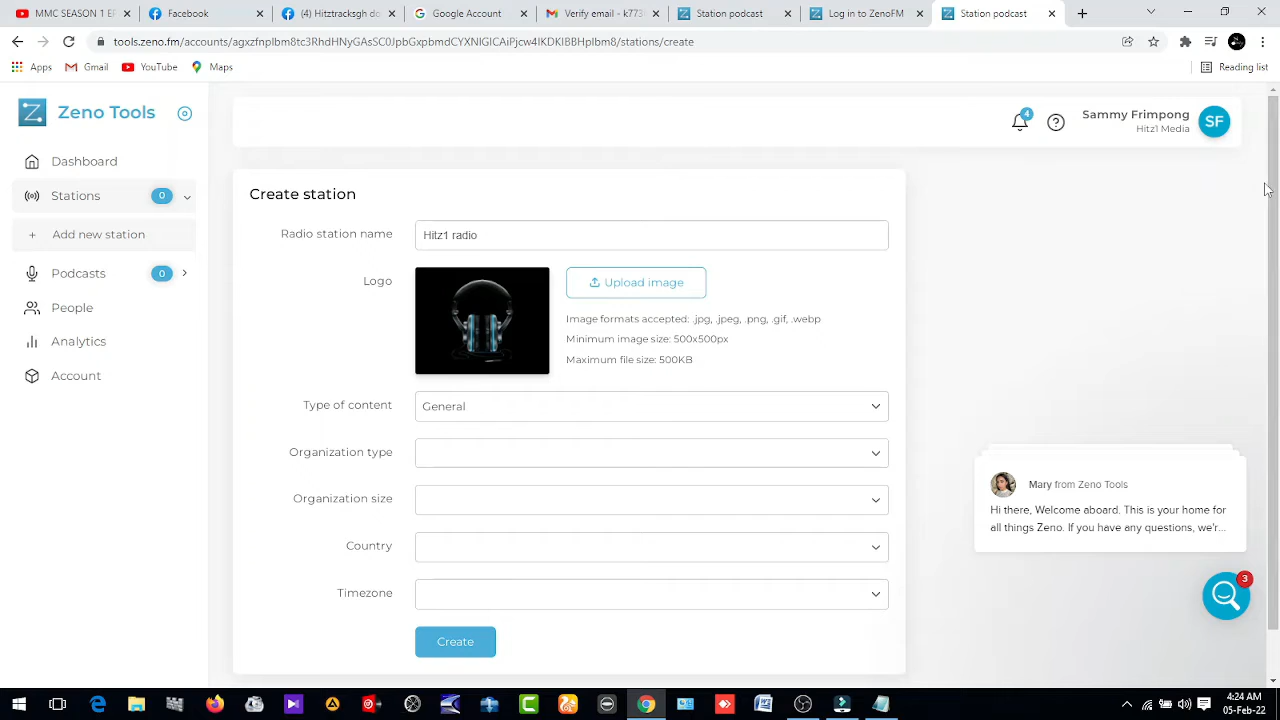 MMC SEASON 1 EP
Facebook
(4) Hitztracksgh do
Google Account
Verify email - k773
Station podcast
Log in to ZenoFM
Station podcast
tools.zeno.fm/accounts/agxzfnplbm8tc3RhdHNyGAsSC0JpbGxpbmdCYXNlGICAiPjcw4IKDKIBBHplbm8/stations/create
Apps
Gmail
YouTube
Maps
Reading list
Zeno Tools
4
Sammy Frimpong
Hitz1 Media
SF
Dashboard
Stations 0
+ Add new station
Podcasts 0
People
Analytics
Account
Create station
Radio station name
Hitz1 radio
Logo
Upload image
Image formats accepted: .jpg, .jpeg, .png, .gif, .webp
Minimum image size: 500x500px
Maximum file size: 500KB
Type of content
General
Organization type
Organization size
Country
Timezone
Create
Mary from Zeno Tools
Hi there, Welcome aboard. This is your home for
all things Zeno. If you have any questions, we'r...
3
4:24 AM
05-Feb-22